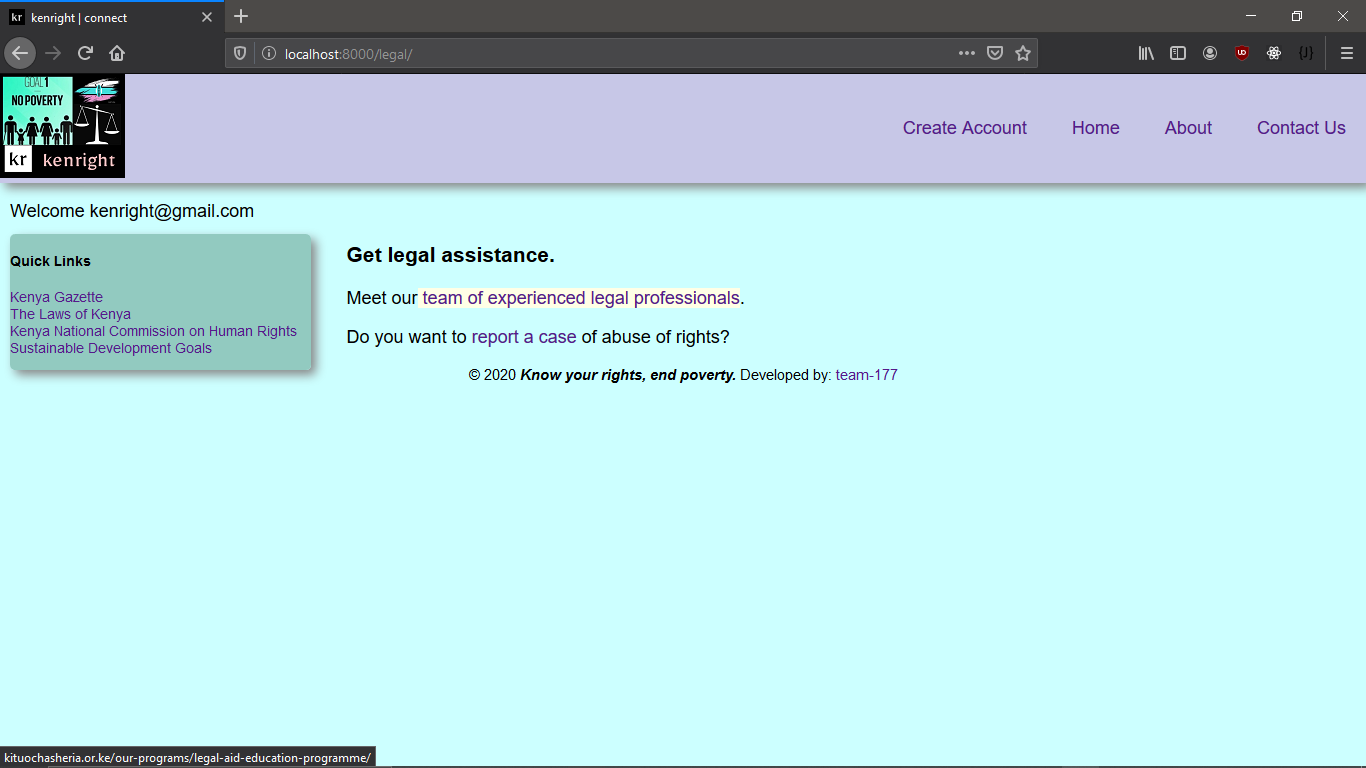 kr kenright | connect
localhost:8000/legal/
GOAL 1
NO POVERTY
kr kenright
Create Account Home About Contact Us
Welcome kenright@gmail.com
Quick Links
Kenya Gazette
The Laws of Kenya
Kenya National Commission on Human Rights
Sustainable Development Goals
Get legal assistance.
Meet our team of experienced legal professionals.
Do you want to report a case of abuse of rights?
© 2020 Know your rights, end poverty. Developed by: team-177
kituochasheria.or.ke/our-programs/legal-aid-education-programme/